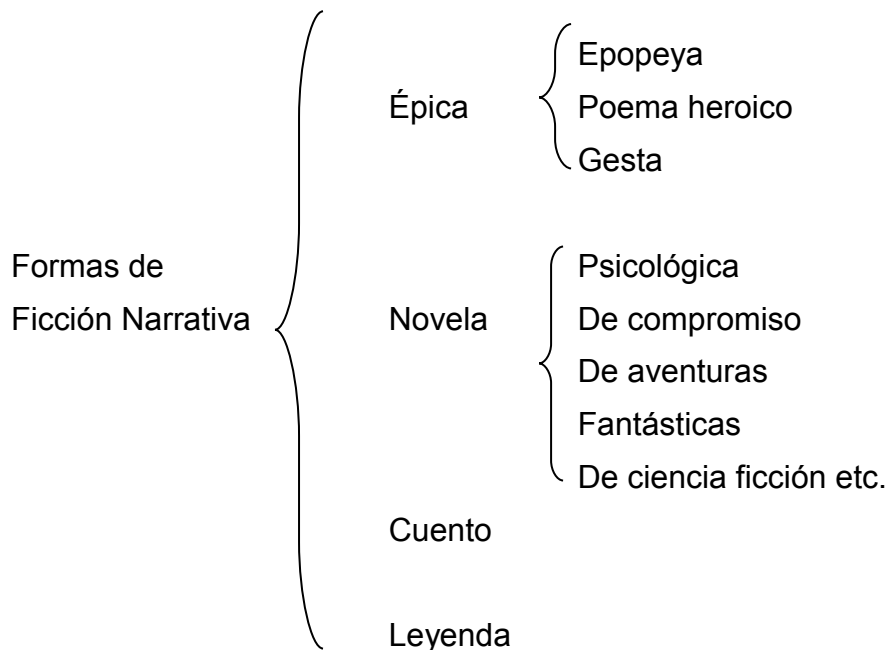 Formas de
Ficción Narrativa
Épica
Epopeya
Poema heroico
Gesta
Novela
Psicológica
De compromiso
De aventuras
Fantásticas
De ciencia ficción etc.
Cuento
Leyenda